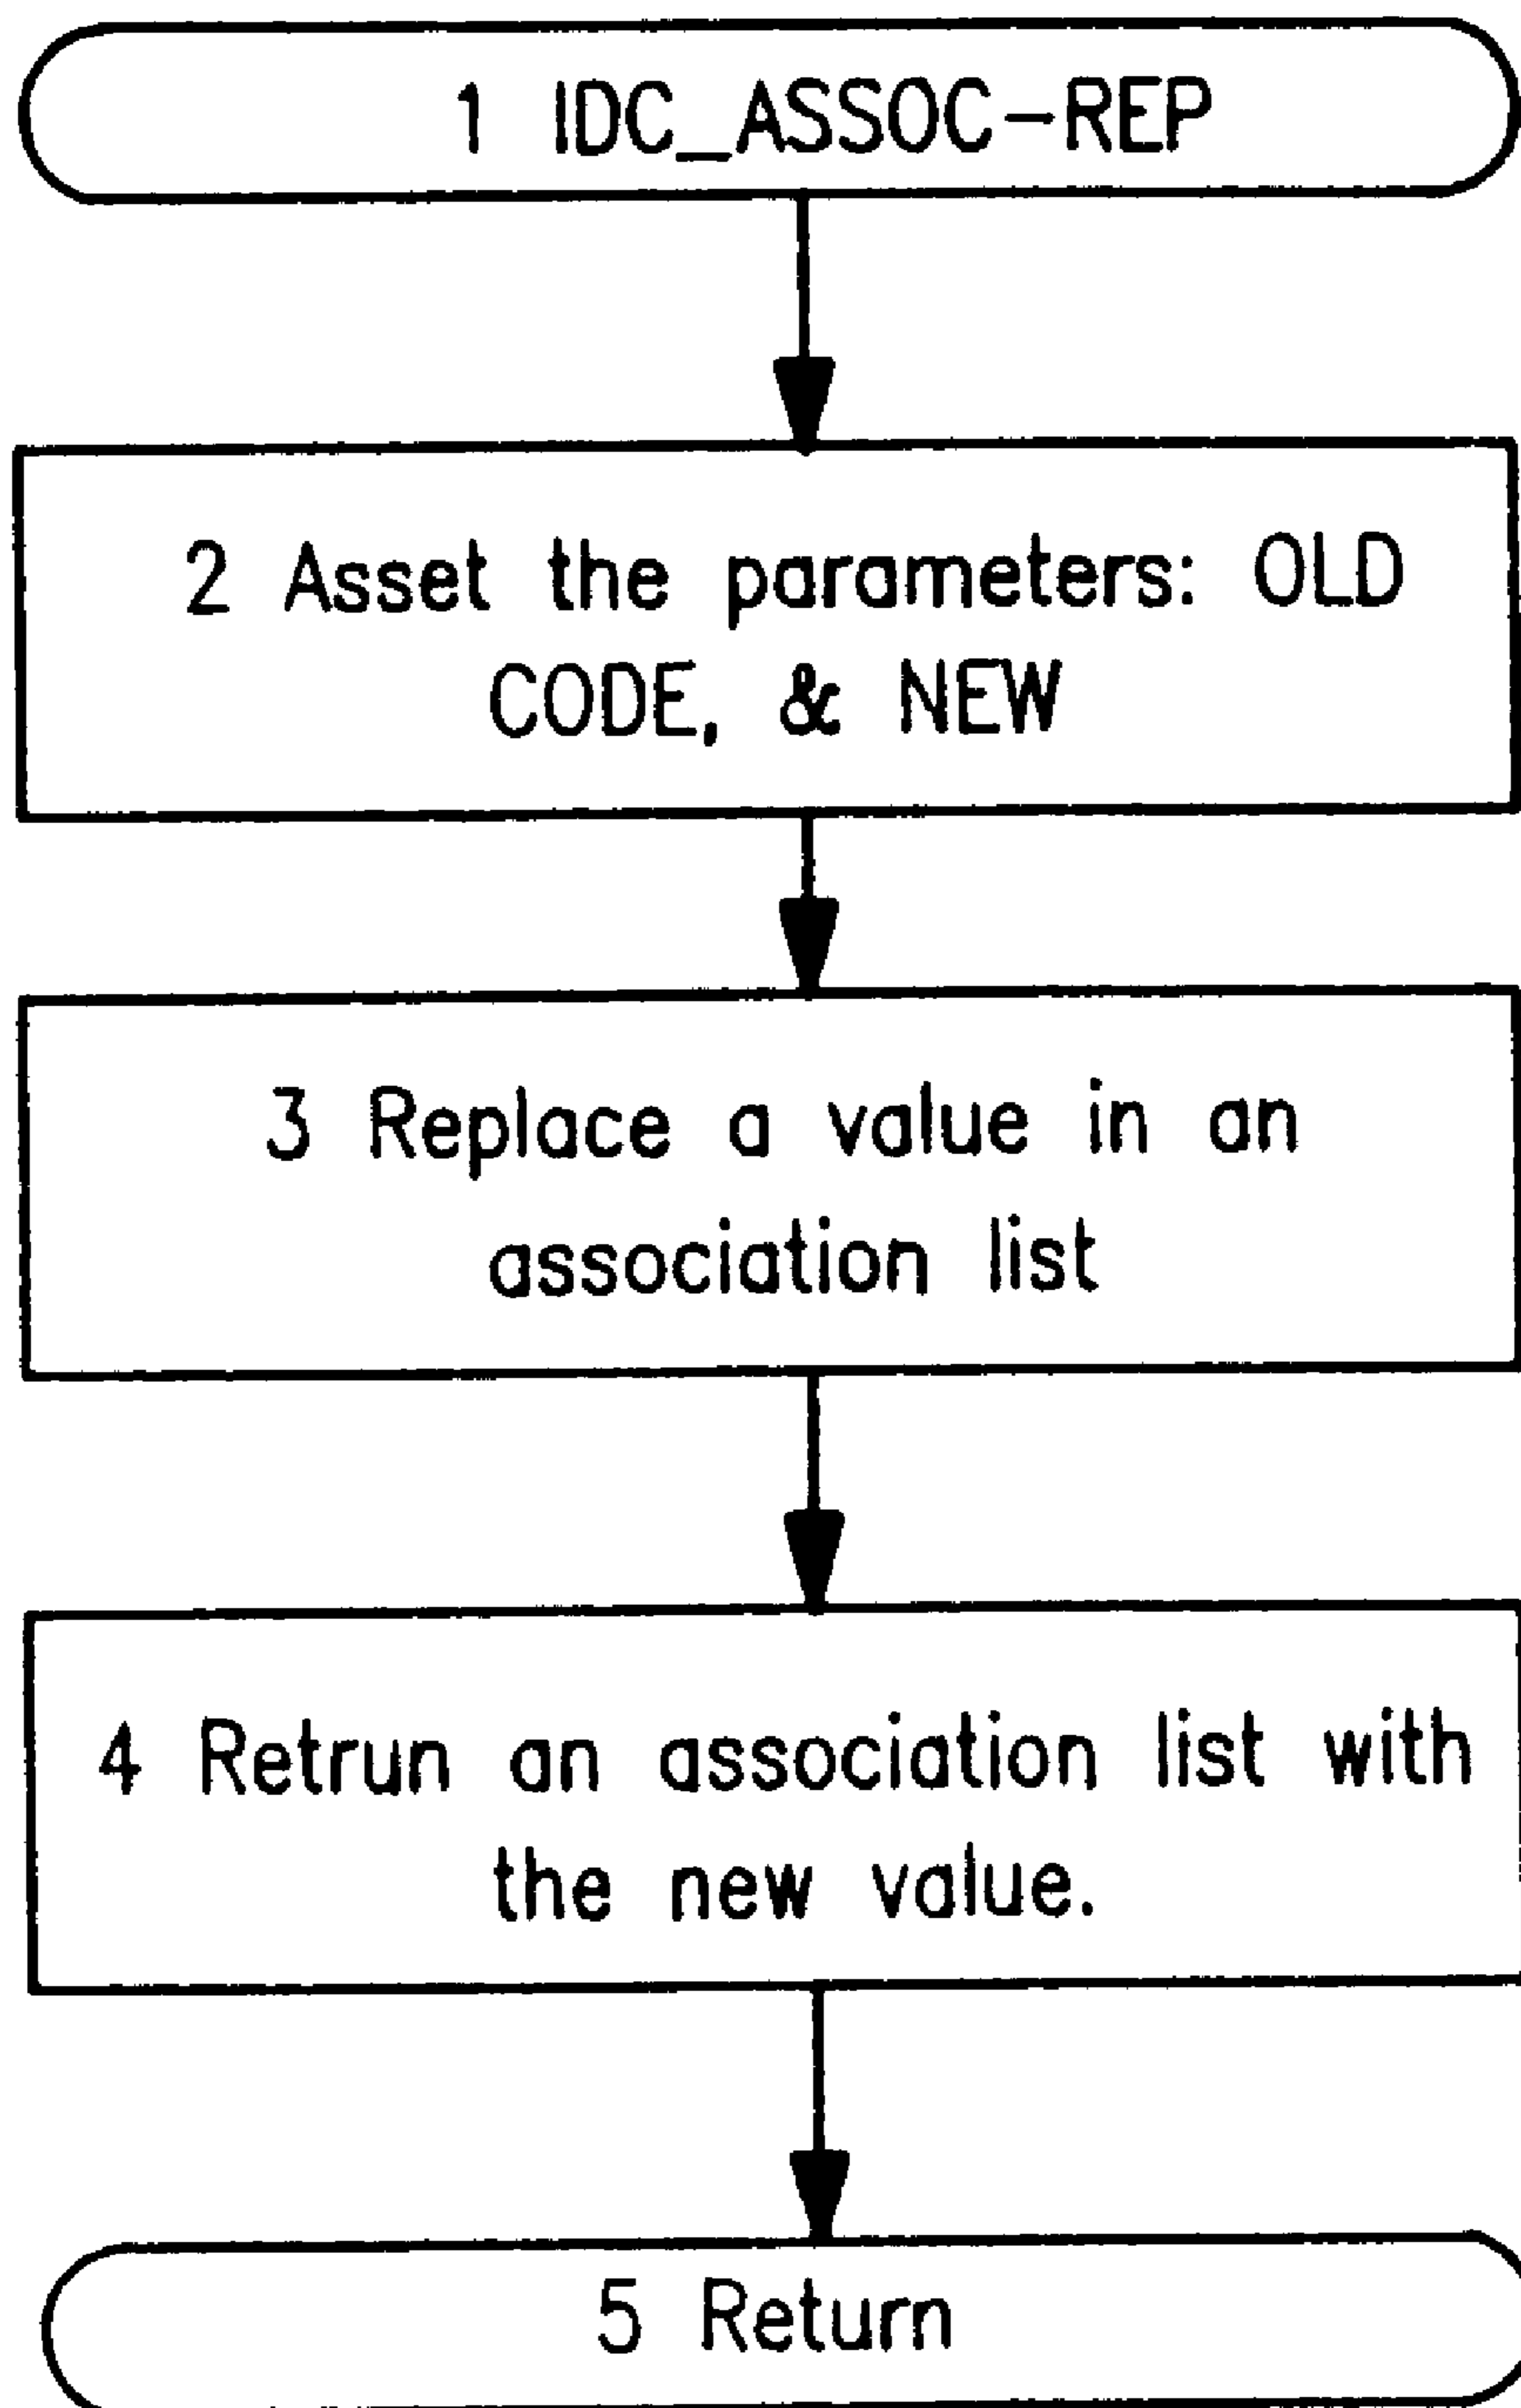 1 IDC_ASSOC-REP
2 Asset the parameters: OLD
CODE, & NEW
3 Replace a value in an
association list
4 Retrun an association list with
the new value.
5 Return